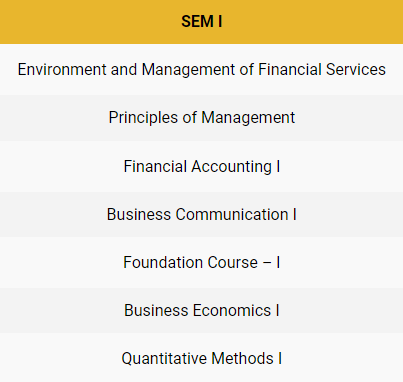 SEM I
Environment and Management of Financial Services
Principles of Management
Financial Accounting I
Business Communication I
Foundation Course – I
Business Economics I
Quantitative Methods I